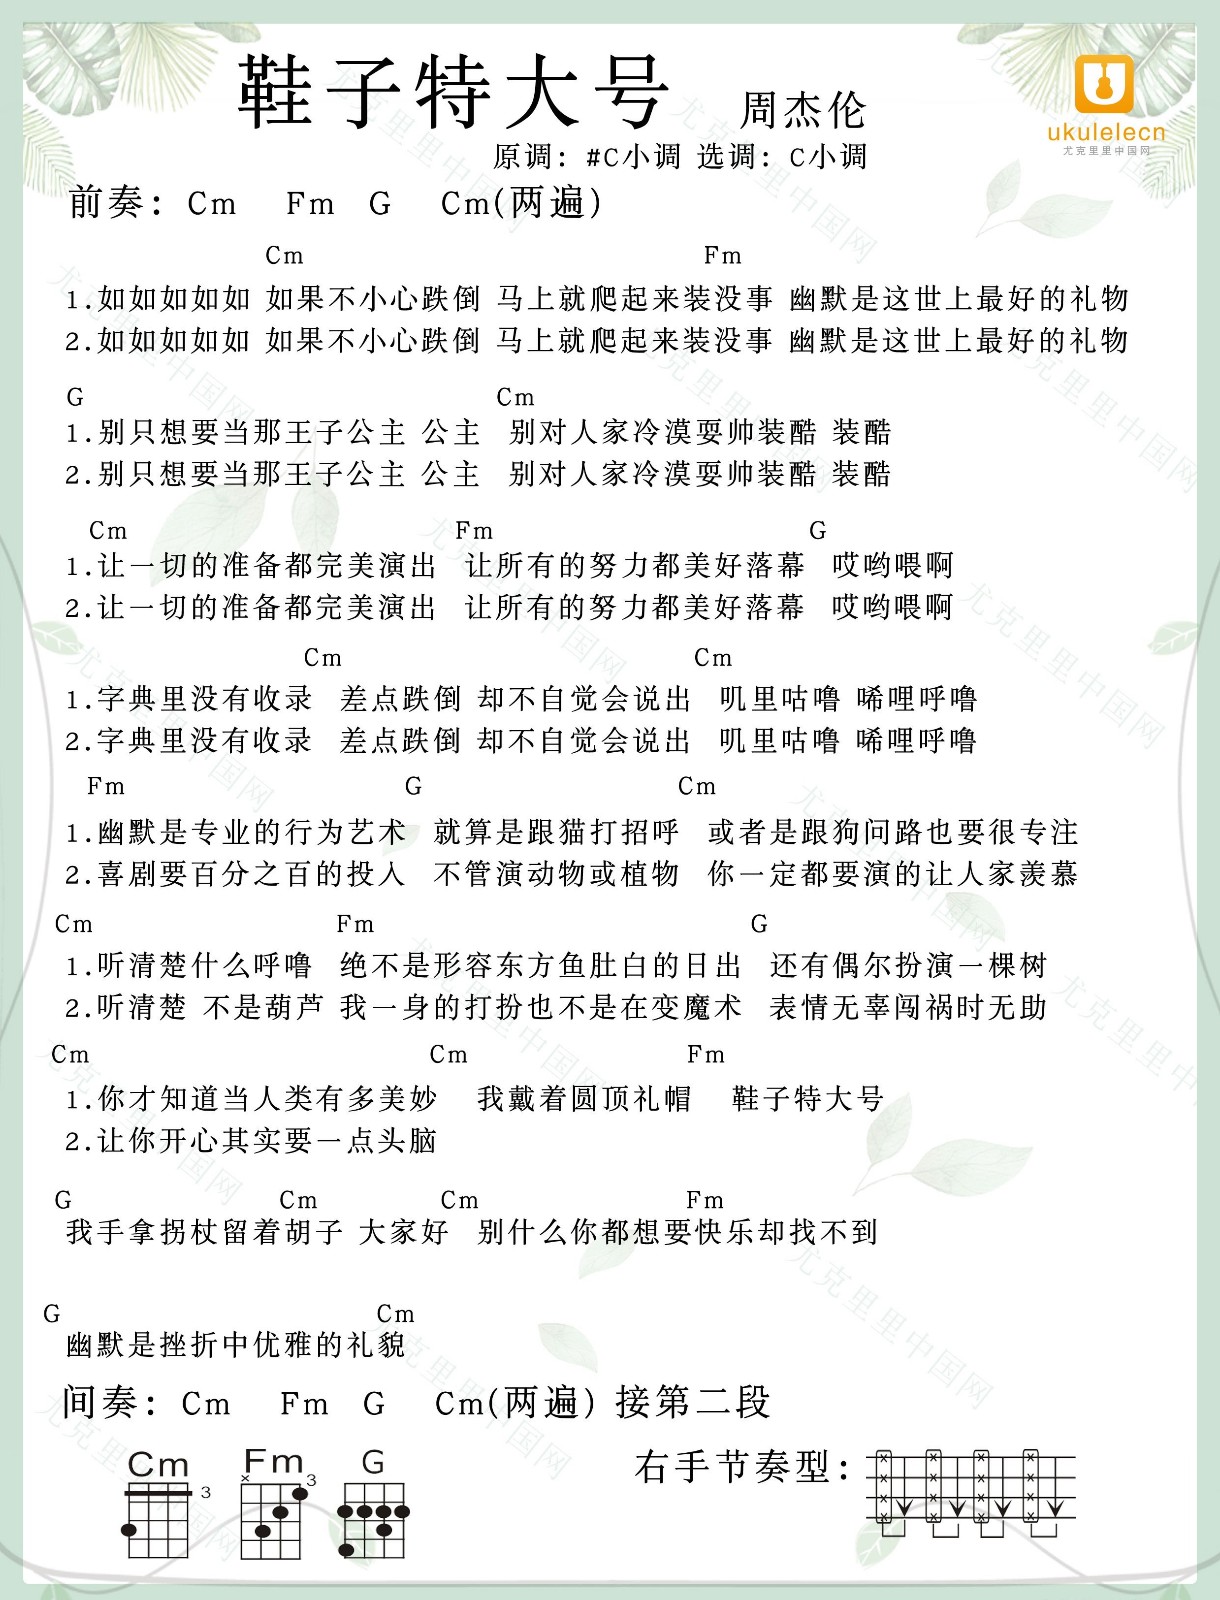 鞋子特大号 周杰伦
ukulelecn
尤克里里中国网
原调：#C小调 选调：C小调
前奏：Cm Fm G Cm(两遍)
Cm Fm
1.如如如如如 如果不小心跌倒 马上就爬起来装没事 幽默是这世上最好的礼物
2.如如如如如 如果不小心跌倒 马上就爬起来装没事 幽默是这世上最好的礼物
G Cm
1.别只想要当那王子公主 公主 别对人家冷漠耍帅装酷 装酷
2.别只想要当那王子公主 公主 别对人家冷漠耍帅装酷 装酷
Cm Fm G
1.让一切的准备都完美演出 让所有的努力都美好落幕 哎哟喂啊
2.让一切的准备都完美演出 让所有的努力都美好落幕 哎哟喂啊
Cm Cm
1.字典里没有收录 差点跌倒 却不自觉会说出 叽里咕噜 唏哩呼噜
2.字典里没有收录 差点跌倒 却不自觉会说出 叽里咕噜 唏哩呼噜
Fm G Cm
1.幽默是专业的行为艺术 就算是跟猫打招呼 或者是跟狗问路也要很专注
2.喜剧要百分之百的投入 不管演动物或植物 你一定都要演的让人家羡慕
Cm Fm G
1.听清楚什么呼噜 绝不是形容东方鱼肚白的日出 还有偶尔扮演一棵树
2.听清楚 不是葫芦 我一身的打扮也不是在变魔术 表情无辜闯祸时无助
Cm Cm Fm
1.你才知道当人类有多美妙 我戴着圆顶礼帽 鞋子特大号
2.让你开心其实要一点头脑
G Cm Cm Fm
我手拿拐杖留着胡子 大家好 别什么你都想要快乐却找不到
G Cm
幽默是挫折中优雅的礼貌
间奏：Cm Fm G Cm(两遍) 接第二段
Cm 3 Fm x 3 G 右手节奏型：